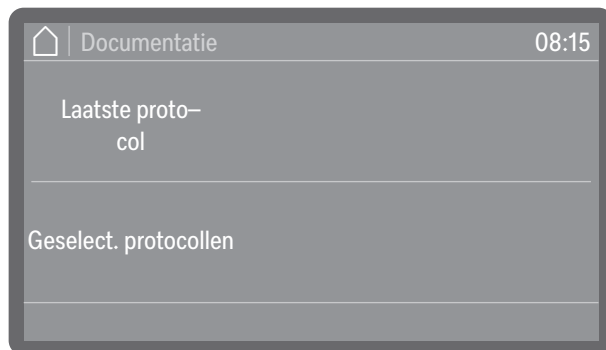 Documentatie 08:15
Laatste proto–
col
Geselect. protocollen